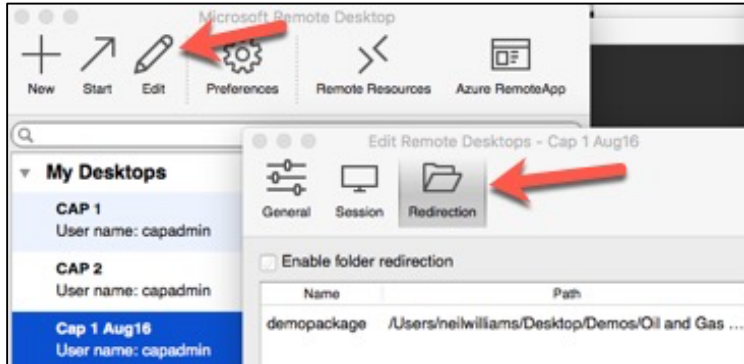 Microsoft Remote Desktop
New Start Edit Preferences Remote Resources Azure RemoteApp
My Desktops
CAP 1
User name: capadmin
CAP 2
User name: capadmin
Cap 1 Aug16
User name: capadmin
Edit Remote Desktops - Cap 1 Aug16
General Session Redirection
Enable folder redirection
Name Path
demopackage /Users/neilwilliams/Desktop/Demos/Oil and Gas ...